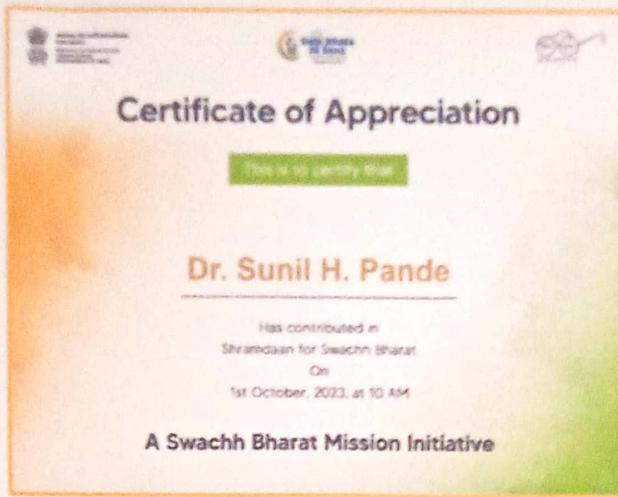 Certificate of Appreciation
This is to certify that
Dr. Sunil H. Pande
Has contributed in
Shramdaan for Swachh Bharat
On
1st October, 2023, at 10 AM
A Swachh Bharat Mission Initiative